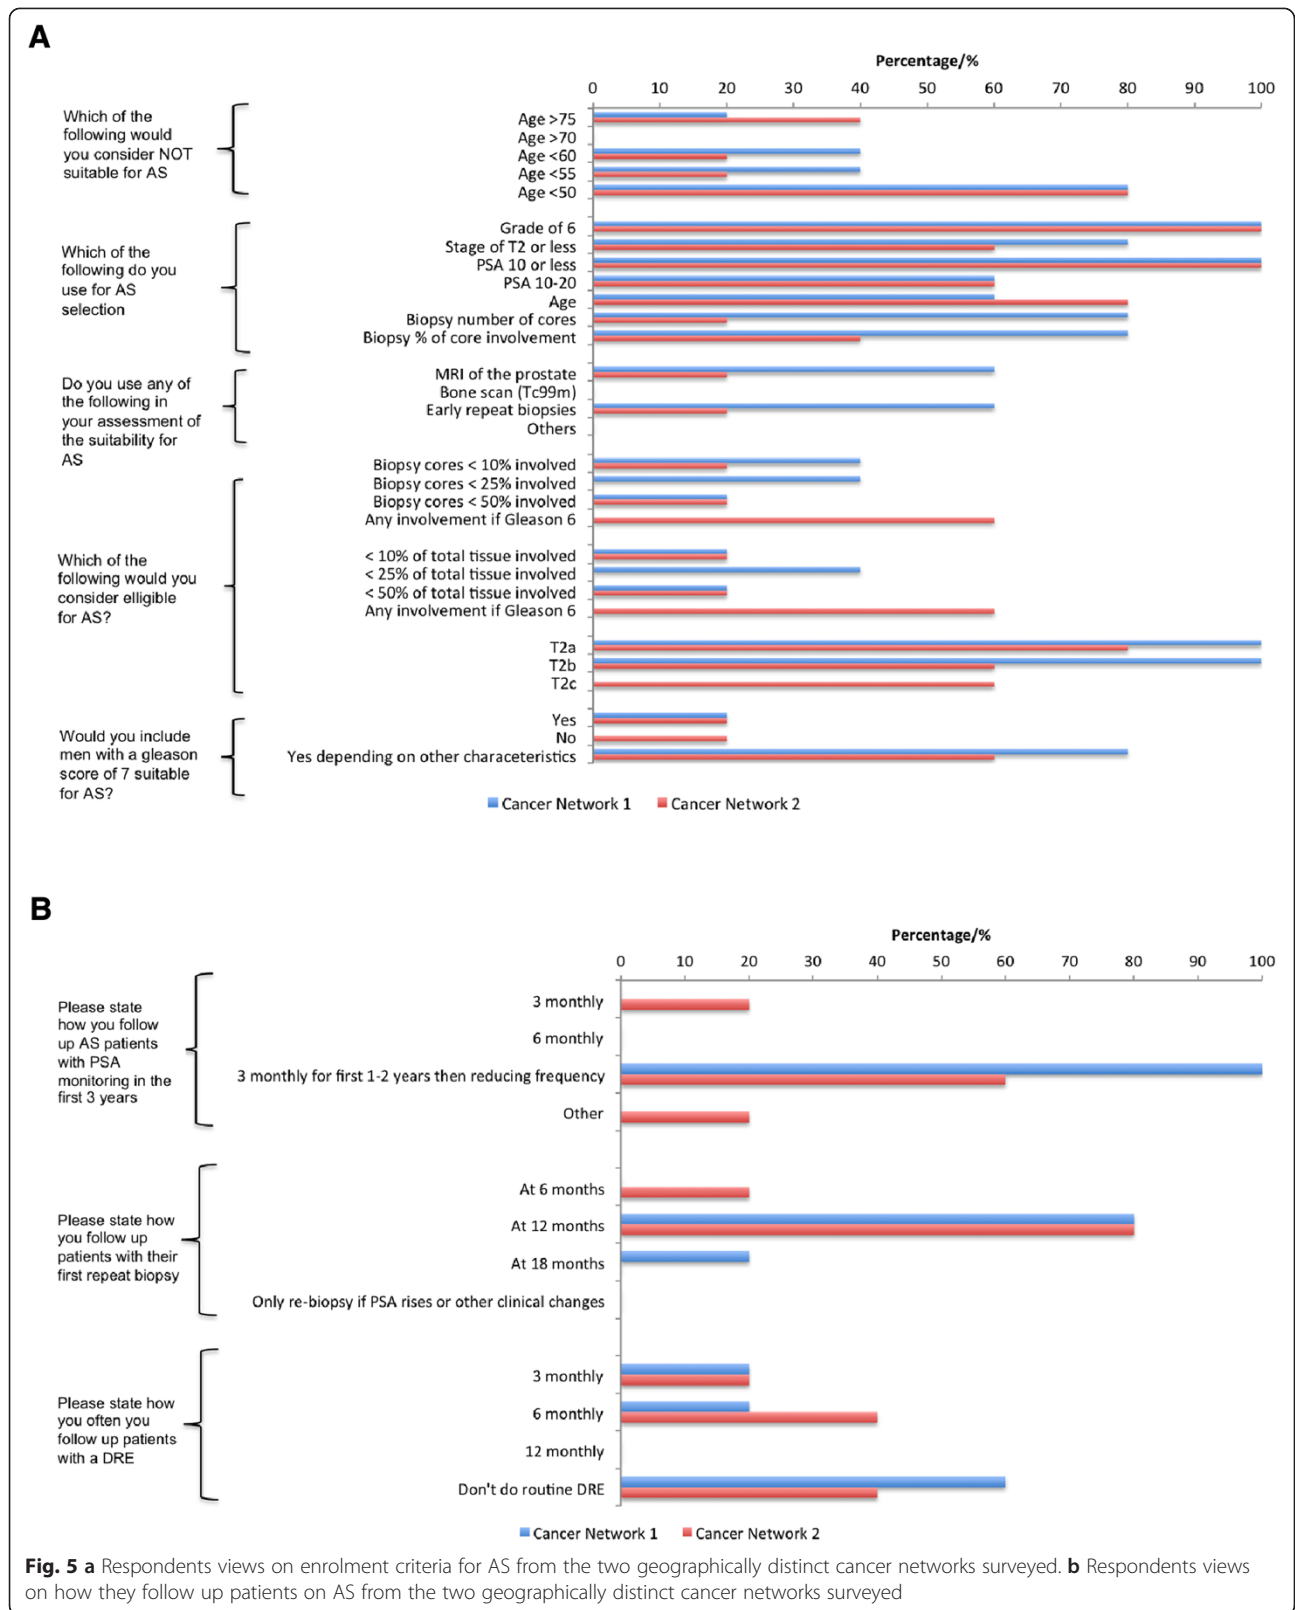 A
Percentage/%
0 10 20 30 40 50 60 70 80 90 100
Which of the
following would
you consider NOT
suitable for AS
Age >75
Age >70
Age <60
Age <55
Age <50
Which of the
following do you
use for AS
selection
Grade of 6
Stage of T2 or less
PSA 10 or less
PSA 10-20
Age
Biopsy number of cores
Biopsy % of core involvement
Do you use any of
the following in
your assessment of
the suitability for
AS
MRI of the prostate
Bone scan (Tc99m)
Early repeat biopsies
Others
Which of the
following would you
consider elligible
for AS?
Biopsy cores < 10% involved
Biopsy cores < 25% involved
Biopsy cores < 50% involved
Any involvement if Gleason 6
< 10% of total tissue involved
< 25% of total tissue involved
< 50% of total tissue involved
Any involvement if Gleason 6
T2a
T2b
T2c
Would you include
men with a gleason
score of 7 suitable
for AS?
Yes
No
Yes depending on other characeteristics
Cancer Network 1 Cancer Network 2
B
Percentage/%
0 10 20 30 40 50 60 70 80 90 100
Please state
how you follow
up AS patients
with PSA
monitoring in the
first 3 years
3 monthly
6 monthly
3 monthly for first 1-2 years then reducing frequency
Other
Please state how
you follow up
patients with their
first repeat biopsy
At 6 months
At 12 months
At 18 months
Only re-biopsy if PSA rises or other clinical changes
Please state how
you often you
follow up patients
with a DRE
3 monthly
6 monthly
12 monthly
Don't do routine DRE
Cancer Network 1 Cancer Network 2
Fig. 5 a Respondents views on enrolment criteria for AS from the two geographically distinct cancer networks surveyed. b Respondents views
on how they follow up patients on AS from the two geographically distinct cancer networks surveyed